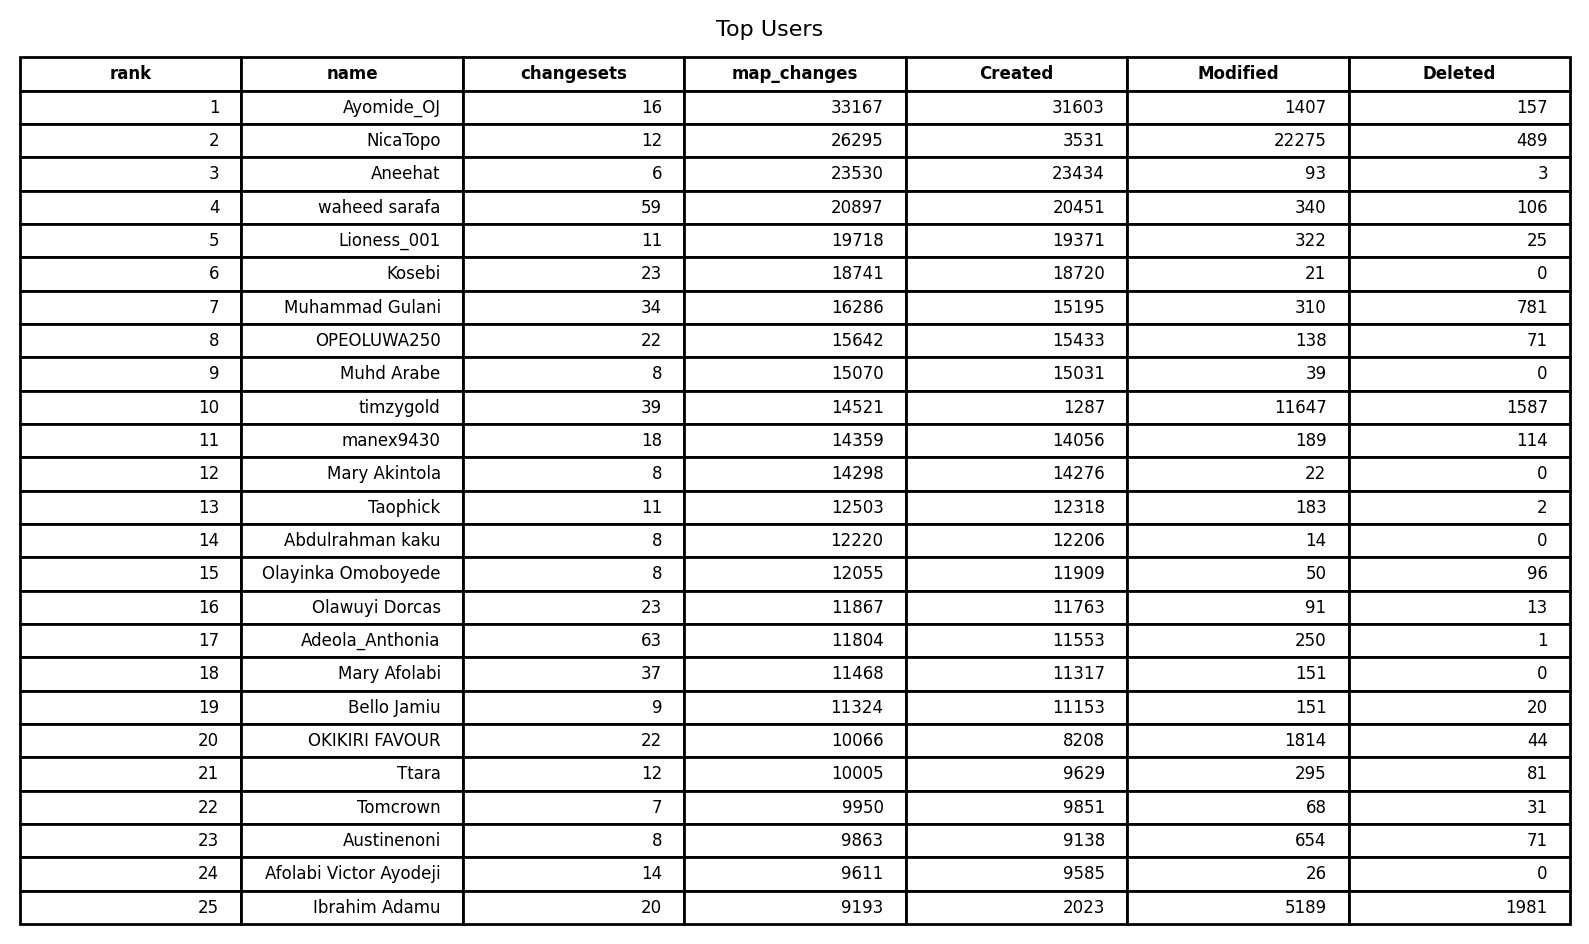 Top Users
rank name changesets map_changes Created Modified Deleted
1 Ayomide_OJ 16 33167 31603 1407 157
2 NicaTopo 12 26295 3531 22275 489
3 Aneehat 6 23530 23434 93 3
4 waheed sarafa 59 20897 20451 340 106
5 Lioness_001 11 19718 19371 322 25
6 Kosebi 23 18741 18720 21 0
7 Muhammad Gulani 34 16286 15195 310 781
8 OPEOLUWA250 22 15642 15433 138 71
9 Muhd Arabe 8 15070 15031 39 0
10 timzygold 39 14521 1287 11647 1587
11 manex9430 18 14359 14056 189 114
12 Mary Akintola 8 14298 14276 22 0
13 Taophick 11 12503 12318 183 2
14 Abdulrahman kaku 8 12220 12206 14 0
15 Olayinka Omoboyede 8 12055 11909 50 96
16 Olawuyi Dorcas 23 11867 11763 91 13
17 Adeola_Anthonia 63 11804 11553 250 1
18 Mary Afolabi 37 11468 11317 151 0
19 Bello Jamiu 9 11324 11153 151 20
20 OKIKIRI FAVOUR 22 10066 8208 1814 44
21 Ttara 12 10005 9629 295 81
22 Tomcrown 7 9950 9851 68 31
23 Austinenoni 8 9863 9138 654 71
24 Afolabi Victor Ayodeji 14 9611 9585 26 0
25 Ibrahim Adamu 20 9193 2023 5189 1981